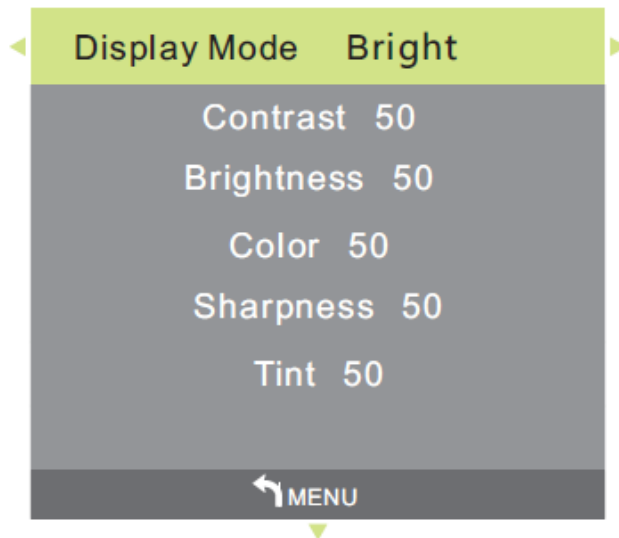 Display Mode Bright
Contrast 50
Brightness 50
Color 50
Sharpness 50
Tint 50
MENU